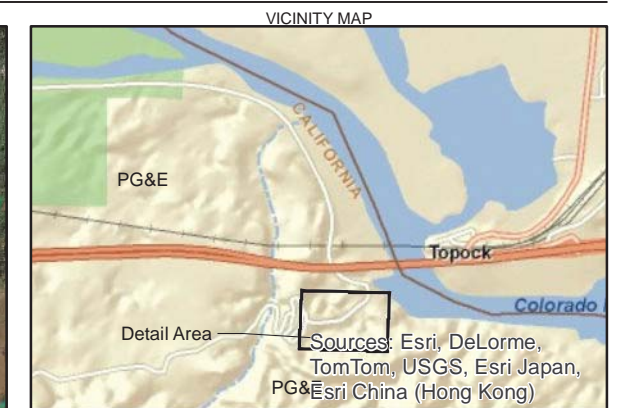 VICINITY MAP
CALIFORNIA
PG&E
Topock
Colorado
Detail Area
Sources: Esri, DeLorme,
TomTom, USGS, Esri Japan,
PG&E
Esri China (Hong Kong)